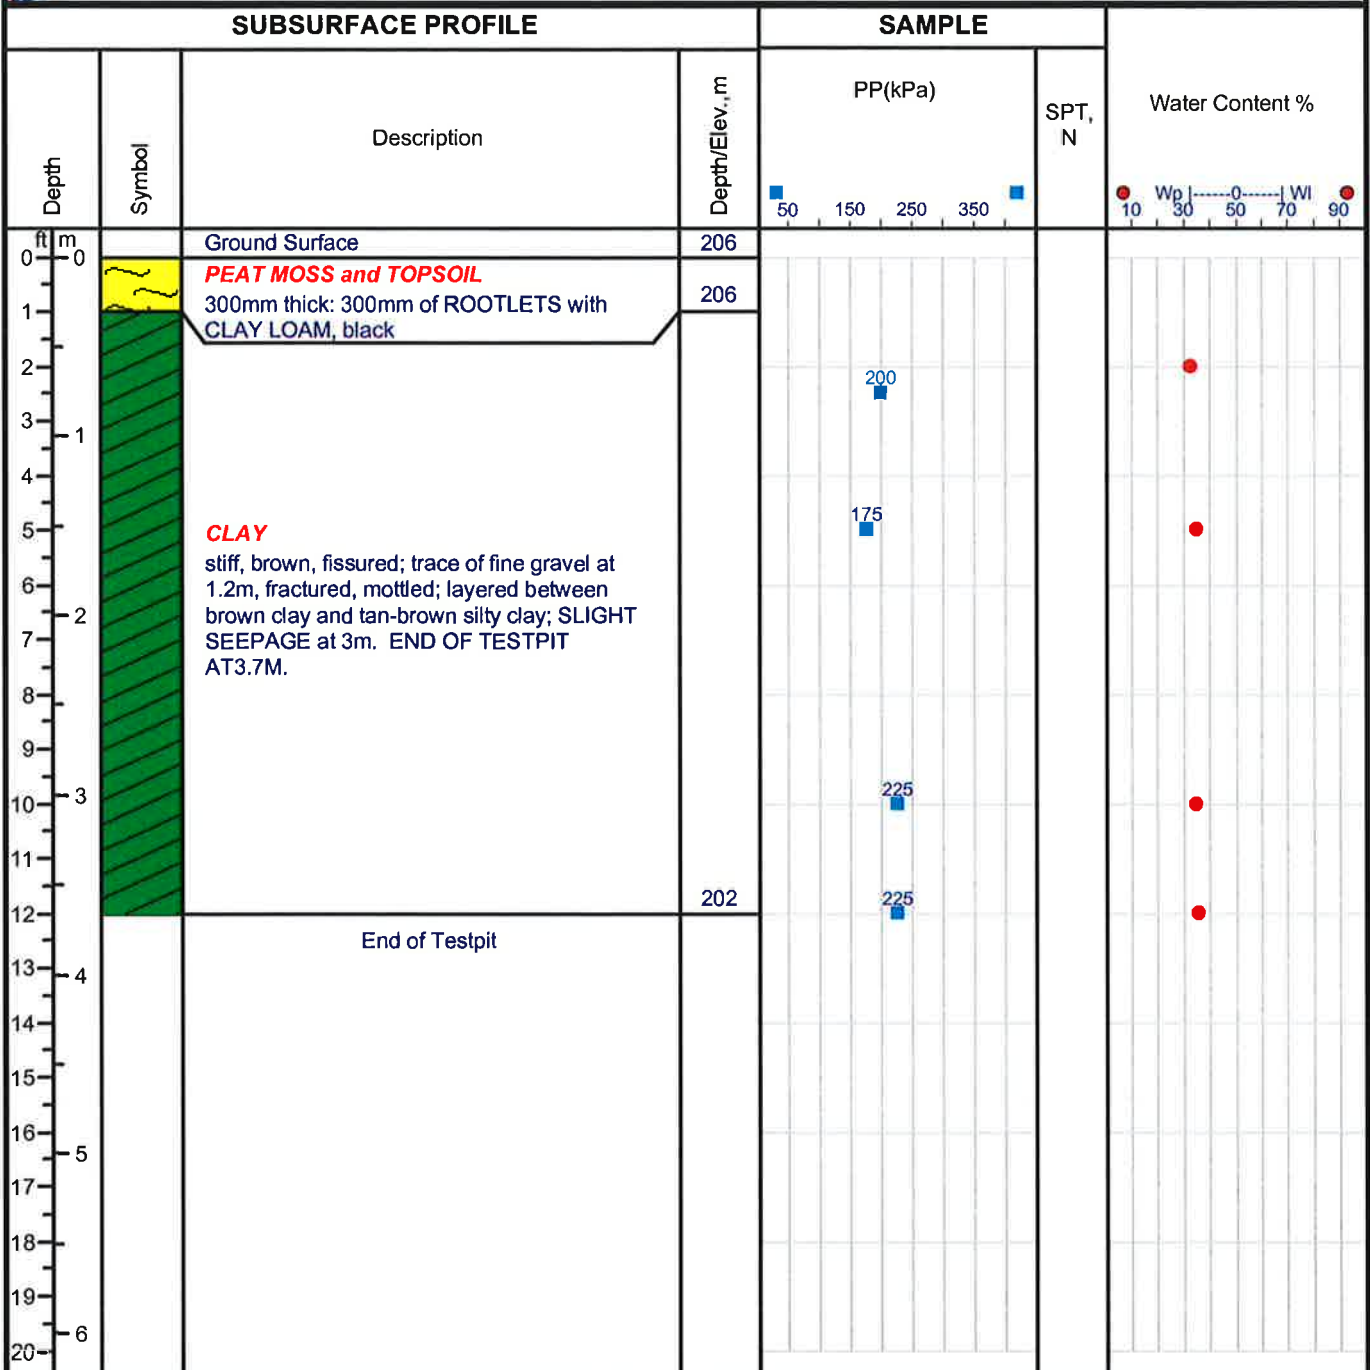 SUBSURFACE PROFILE
SAMPLE
Depth
Symbol
Description
Depth/Elev.,m
PP(kPa)
50 150 250 350
SPT,
N
Water Content %
Wp |------0------| Wl
10 30 50 70 90
ft m
Ground Surface
206
0 0
PEAT MOSS and TOPSOIL
300mm thick: 300mm of ROOTLETS with
CLAY LOAM, black
206
1
2
200
3
1
4
175
5
CLAY
stiff, brown, fissured; trace of fine gravel at
1.2m, fractured, mottled; layered between
brown clay and tan-brown silty clay; SLIGHT
SEEPAGE at 3m. END OF TESTPIT
AT3.7M.
6
2
7
8
9
225
3
10
11
202
225
12
End of Testpit
13
4
14
15
16
5
17
18
19
6
20